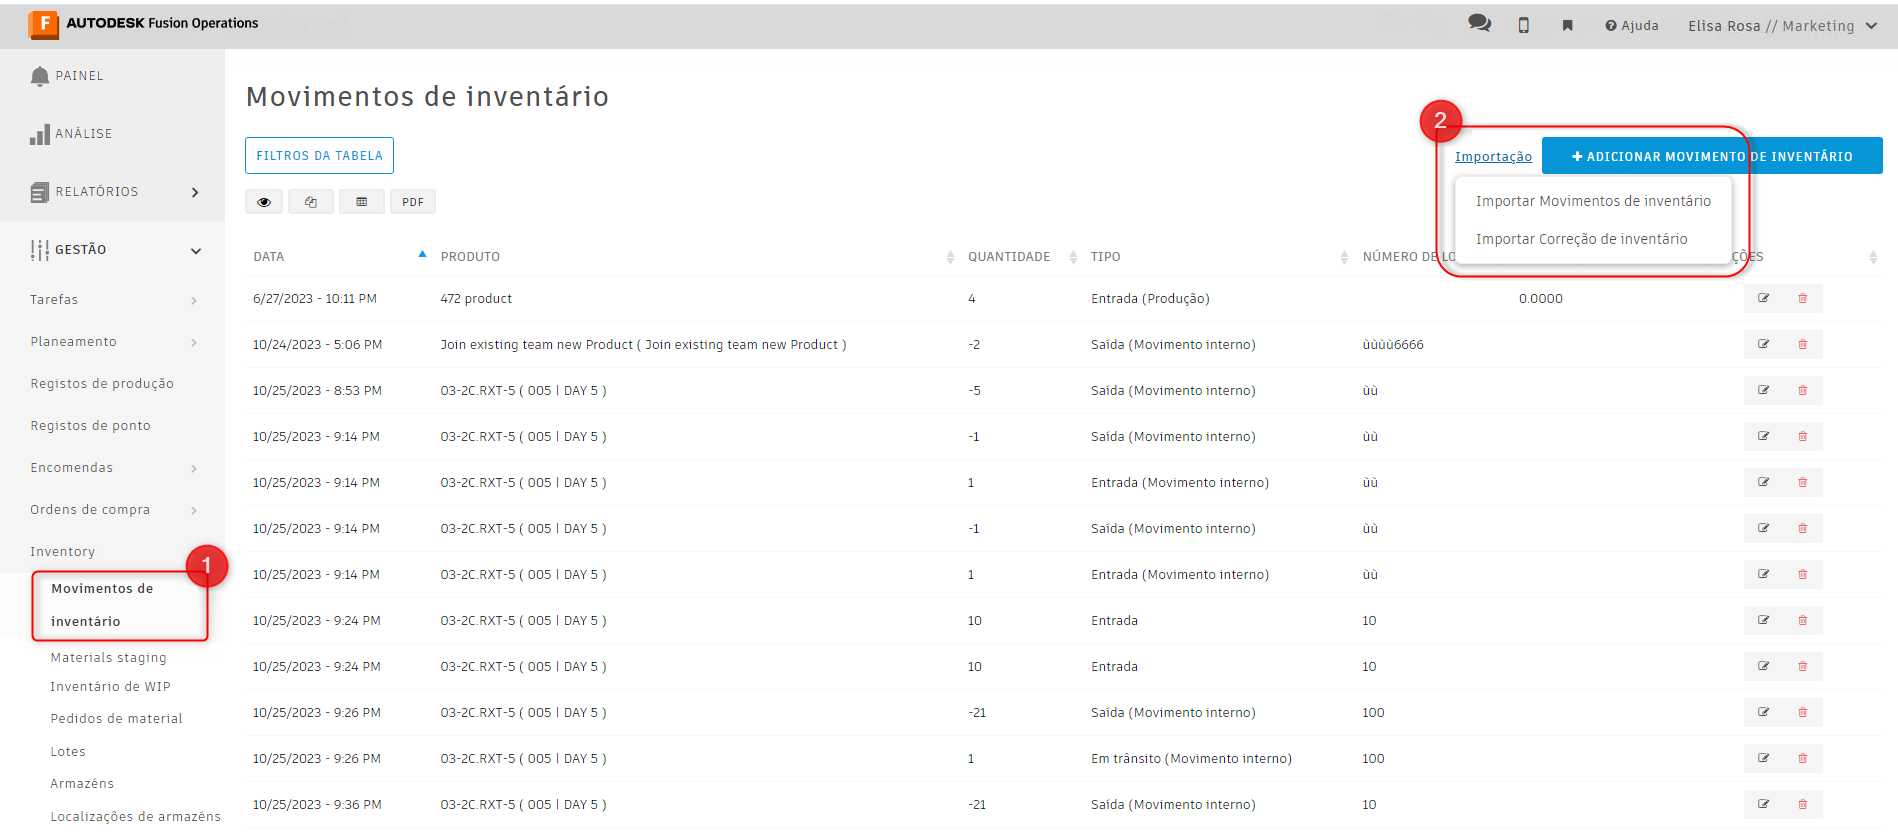 AUTODESK Fusion Operations
Ajuda
Elisa Rosa // Marketing
PAINEL
ANÁLISE
RELATÓRIOS
GESTÃO
Tarefas
Planeamento
Registos de produção
Registos de ponto
Encomendas
Ordens de compra
Inventory
1
Movimentos de
inventário
Materials staging
Inventário de WIP
Pedidos de material
Lotes
Armazéns
Localizações de armazéns
Movimentos de inventário
FILTROS DA TABELA
PDF
2
Importação
+ ADICIONAR MOVIMENTO DE INVENTÁRIO
Importar Movimentos de inventário
Importar Correção de inventário
DATA PRODUTO QUANTIDADE TIPO NÚMERO DE LO ÇÕES
6/27/2023 - 10:11 PM 472 product 4 Entrada (Produção) 0.0000
10/24/2023 - 5:06 PM Join existing team new Product ( Join existing team new Product ) -2 Saída (Movimento interno) ùùùù6666
10/25/2023 - 8:53 PM 03-2C.RXT-5 ( 005 | DAY 5 ) -5 Saída (Movimento interno) ùù
10/25/2023 - 9:14 PM 03-2C.RXT-5 ( 005 | DAY 5 ) -1 Saída (Movimento interno) ùù
10/25/2023 - 9:14 PM 03-2C.RXT-5 ( 005 | DAY 5 ) 1 Entrada (Movimento interno) ùù
10/25/2023 - 9:14 PM 03-2C.RXT-5 ( 005 | DAY 5 ) -1 Saída (Movimento interno) ùù
10/25/2023 - 9:14 PM 03-2C.RXT-5 ( 005 | DAY 5 ) 1 Entrada (Movimento interno) ùù
10/25/2023 - 9:24 PM 03-2C.RXT-5 ( 005 | DAY 5 ) 10 Entrada 10
10/25/2023 - 9:24 PM 03-2C.RXT-5 ( 005 | DAY 5 ) 10 Entrada 10
10/25/2023 - 9:26 PM 03-2C.RXT-5 ( 005 | DAY 5 ) -21 Saída (Movimento interno) 100
10/25/2023 - 9:26 PM 03-2C.RXT-5 ( 005 | DAY 5 ) 1 Em trânsito (Movimento interno) 100
10/25/2023 - 9:36 PM 03-2C.RXT-5 ( 005 | DAY 5 ) -21 Saída (Movimento interno) 10